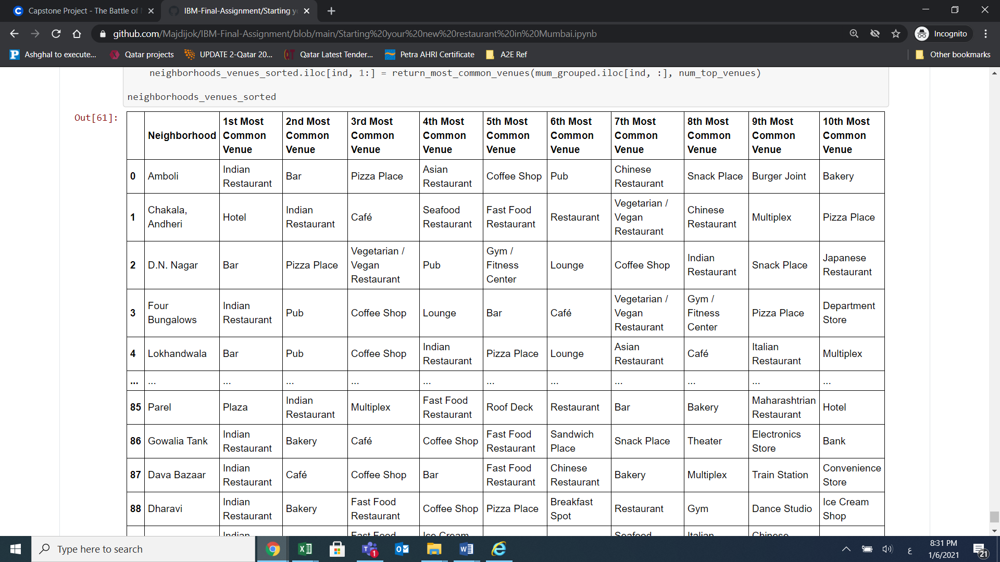 Capstone Project - The Battle of
IBM-Final-Assignment/Starting yo
github.com/Majdijok/IBM-Final-Assignment/blob/main/Starting%20your%20new%20restaurant%20in%20Mumbai.ipynb
Incognito
Ashghal to execute...
Qatar projects
UPDATE 2-Qatar 20...
Qatar Latest Tender...
Petra AHRI Certificate
A2E Ref
Other bookmarks
neighborhoods_venues_sorted.iloc[ind, 1:] = return_most_common_venues(mum_grouped.iloc[ind, :], num_top_venues)
neighborhoods_venues_sorted
Out[61]:
Neighborhood 1st Most Common Venue 2nd Most Common Venue 3rd Most Common Venue 4th Most Common Venue 5th Most Common Venue 6th Most Common Venue 7th Most Common Venue 8th Most Common Venue 9th Most Common Venue 10th Most Common Venue
0 Amboli Indian Restaurant Bar Pizza Place Asian Restaurant Coffee Shop Pub Chinese Restaurant Snack Place Burger Joint Bakery
1 Chakala, Andheri Hotel Indian Restaurant Café Seafood Restaurant Fast Food Restaurant Restaurant Vegetarian / Vegan Restaurant Chinese Restaurant Multiplex Pizza Place
2 D.N. Nagar Bar Pizza Place Vegetarian / Vegan Restaurant Pub Gym / Fitness Center Lounge Coffee Shop Indian Restaurant Snack Place Japanese Restaurant
3 Four Bungalows Indian Restaurant Pub Coffee Shop Lounge Bar Café Vegetarian / Vegan Restaurant Gym / Fitness Center Pizza Place Department Store
4 Lokhandwala Bar Pub Coffee Shop Indian Restaurant Pizza Place Lounge Asian Restaurant Café Italian Restaurant Multiplex
... ... ... ... ... ... ... ... ... ... ... ...
85 Parel Plaza Indian Restaurant Multiplex Fast Food Restaurant Roof Deck Restaurant Bar Bakery Maharashtrian Restaurant Hotel
86 Gowalia Tank Indian Restaurant Bakery Café Coffee Shop Fast Food Restaurant Sandwich Place Snack Place Theater Electronics Store Bank
87 Dava Bazaar Indian Restaurant Café Coffee Shop Bar Fast Food Restaurant Chinese Restaurant Bakery Multiplex Train Station Convenience Store
88 Dharavi Indian Restaurant Bakery Fast Food Restaurant Coffee Shop Pizza Place Breakfast Spot Restaurant Gym Dance Studio Ice Cream Shop
Indian Fast Food Ice Cream Seafood Italian Chinese
Type here to search
1
ع
8:31 PM
1/6/2021
21